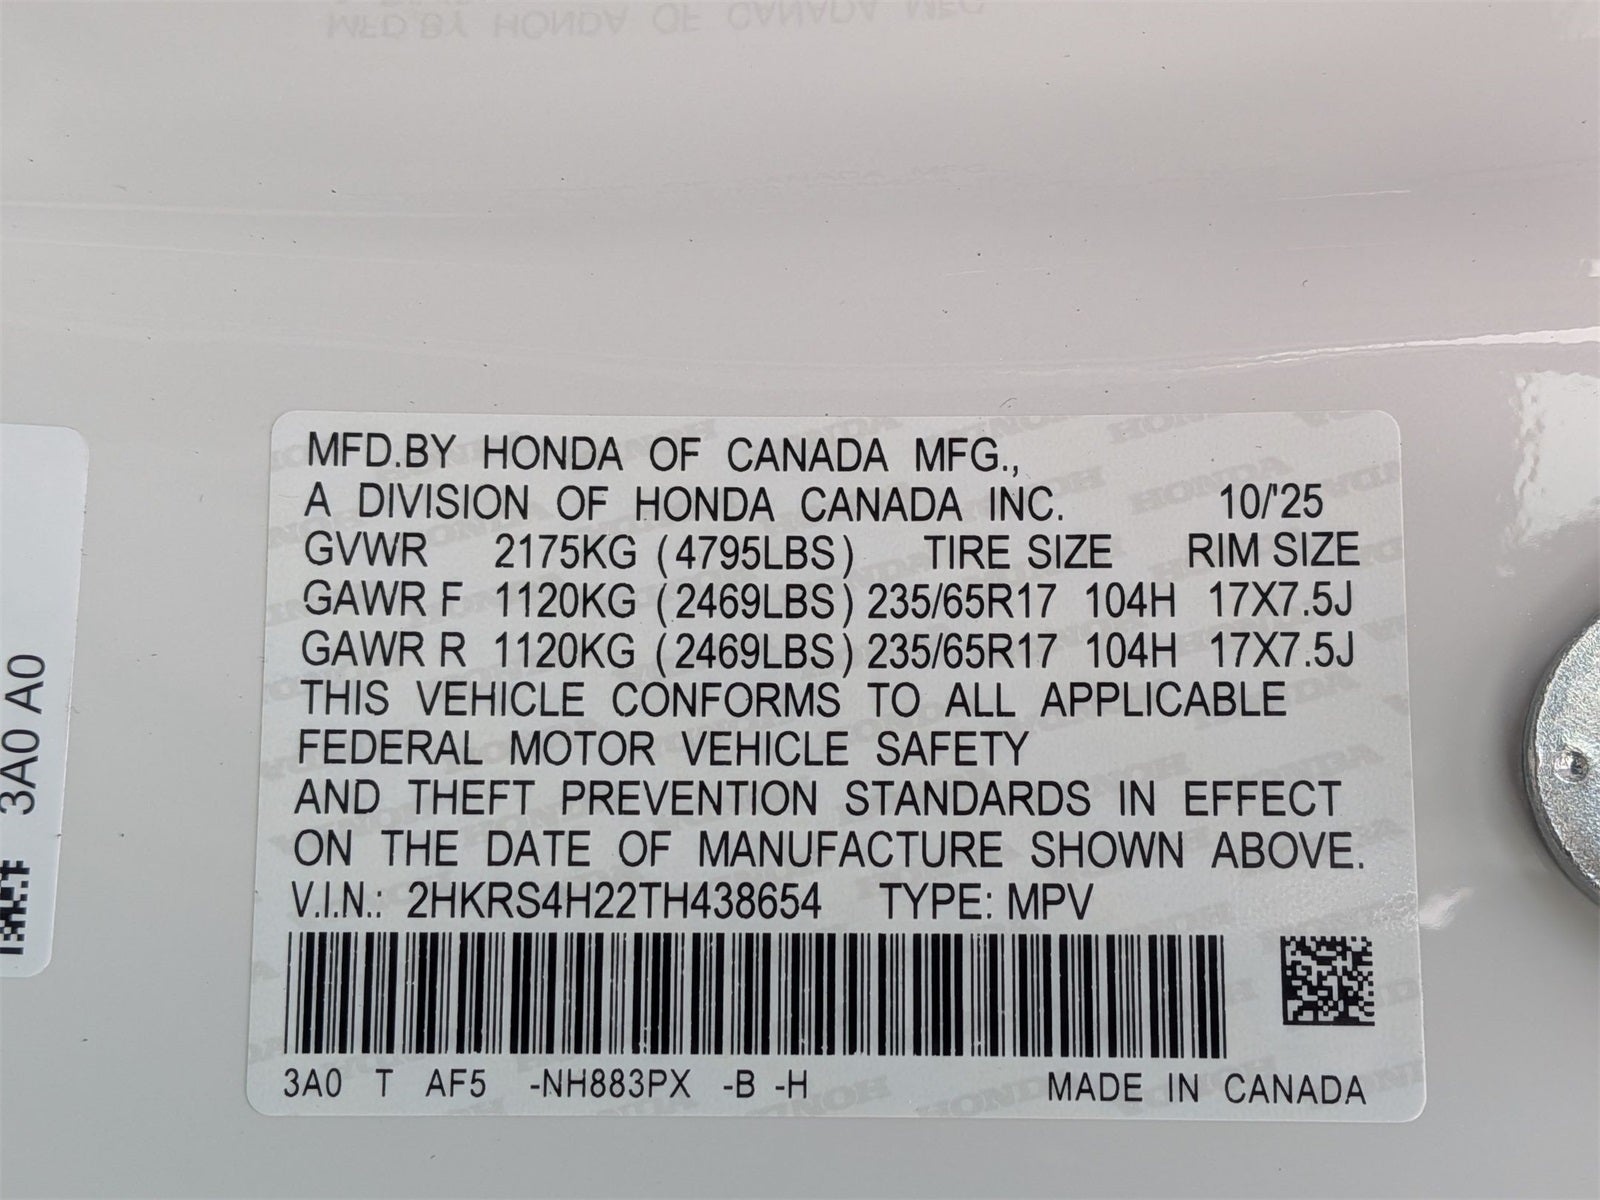 MFD.BY HONDA OF CANADA MFG.,
A DIVISION OF HONDA CANADA INC. 10/'25
GVWR 2175KG (4795LBS) TIRE SIZE RIM SIZE
GAWR F 1120KG (2469LBS) 235/65R17 104H 17X7.5J
GAWR R 1120KG (2469LBS) 235/65R17 104H 17X7.5J
THIS VEHICLE CONFORMS TO ALL APPLICABLE
FEDERAL MOTOR VEHICLE SAFETY
AND THEFT PREVENTION STANDARDS IN EFFECT
ON THE DATE OF MANUFACTURE SHOWN ABOVE.
V.I.N.: 2HKRS4H22TH438654 TYPE: MPV
3A0 T AF5 -NH883PX -B -H MADE IN CANADA
3A0 A0